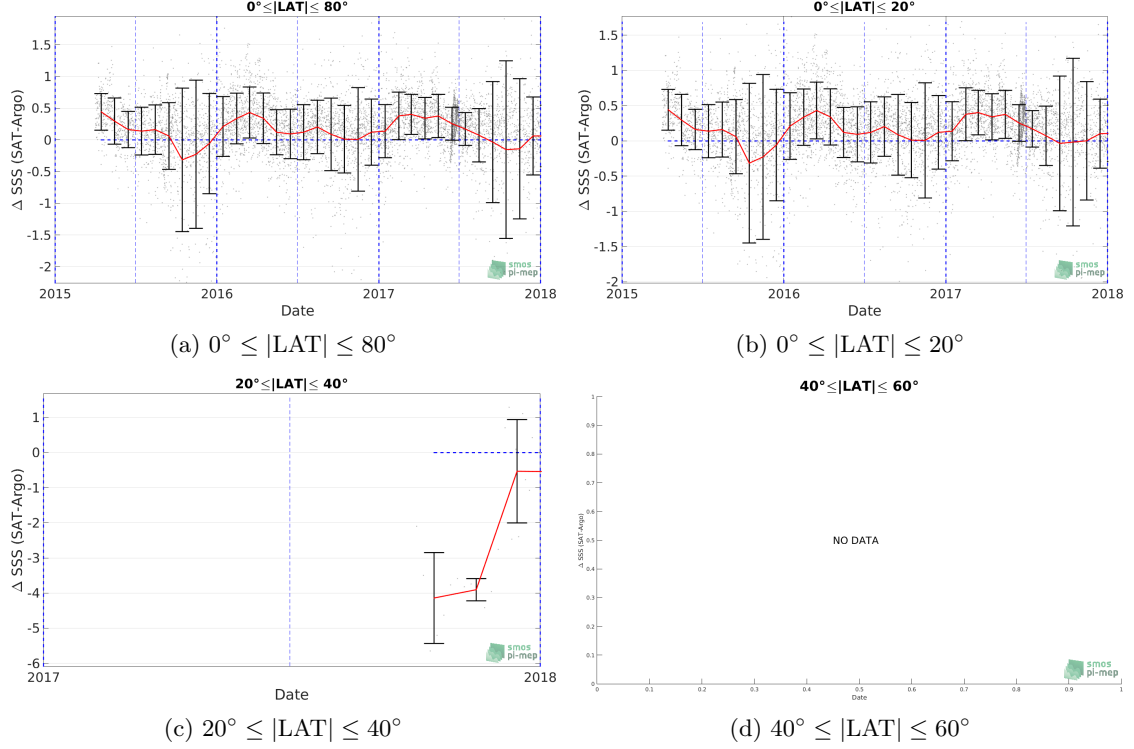 0°≤|LAT|≤ 80°
Δ SSS (SAT-Argo)
1.5
1
0.5
0
-0.5
-1
-1.5
-2
2015
2016
2017
2018
Date
smos
pi-mep
(a) 0° ≤ |LAT| ≤ 80°
0°≤|LAT|≤ 20°
Δ SSS (SAT-Argo)
1.5
1
0.5
0
-0.5
-1
-1.5
-2
2015
2016
2017
2018
Date
smos
pi-mep
(b) 0° ≤ |LAT| ≤ 20°
20°≤|LAT|≤ 40°
Δ SSS (SAT-Argo)
1
0
-1
-2
-3
-4
-5
-6
2017
2018
Date
smos
pi-mep
(c) 20° ≤ |LAT| ≤ 40°
40°≤|LAT|≤ 60°
Δ SSS (SAT-Argo)
1
0.9
0.8
0.7
0.6
0.5
0.4
0.3
0.2
0.1
0
NO DATA
0
0.1
0.2
0.3
0.4
0.5
0.6
0.7
0.8
0.9
1
Date
smos
pi-mep
(d) 40° ≤ |LAT| ≤ 60°